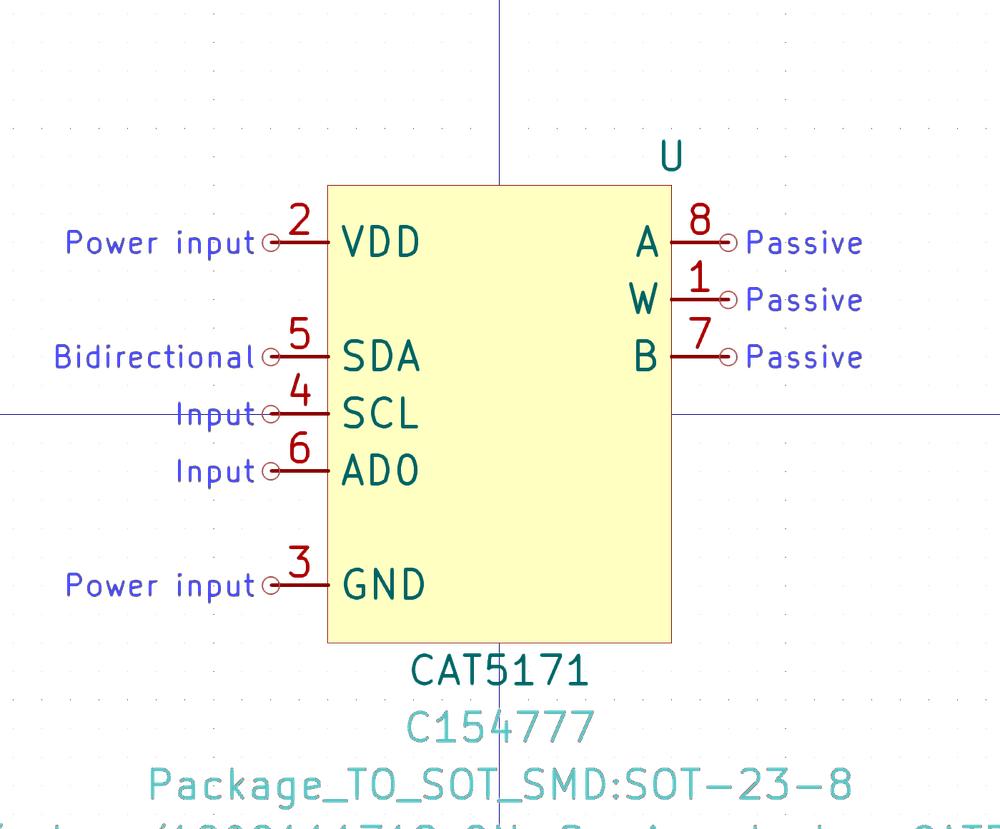 U
2
Power input VDD
8
A Passive
1
W Passive
5
Bidirectional SDA
7
B Passive
4
Input SCL
6
Input AD0
3
Power input GND
CAT5171
C154777
Package_TO_SOT_SMD:SOT-23-8